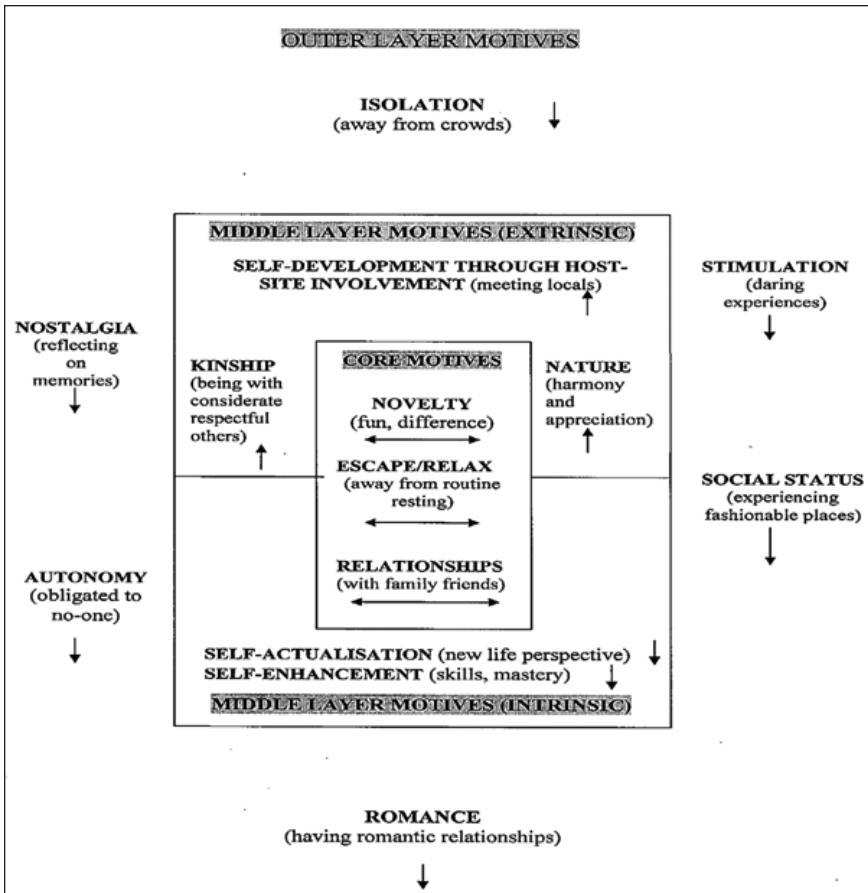 OUTER LAYER MOTIVES
ISOLATION
(away from crowds)
MIDDLE LAYER MOTIVES (EXTRINSIC)
SELF-DEVELOPMENT THROUGH HOST-
SITE INVOLVEMENT (meeting locals)
STIMULATION
(daring
experiences)
NOSTALGIA
(reflecting
on
memories)
KINSHIP
(being with
considerate
respectful
others)
CORE MOTIVES
NOVELTY
(fun, difference)
ESCAPE/RELAX
(away from routine
resting)
RELATIONSHIPS
(with family friends)
NATURE
(harmony
and
appreciation)
SOCIAL STATUS
(experiencing
fashionable places)
AUTONOMY
(obligated to
no-one)
SELF-ACTUALISATION (new life perspective)
SELF-ENHANCEMENT (skills, mastery)
MIDDLE LAYER MOTIVES (INTRINSIC)
ROMANCE
(having romantic relationships)